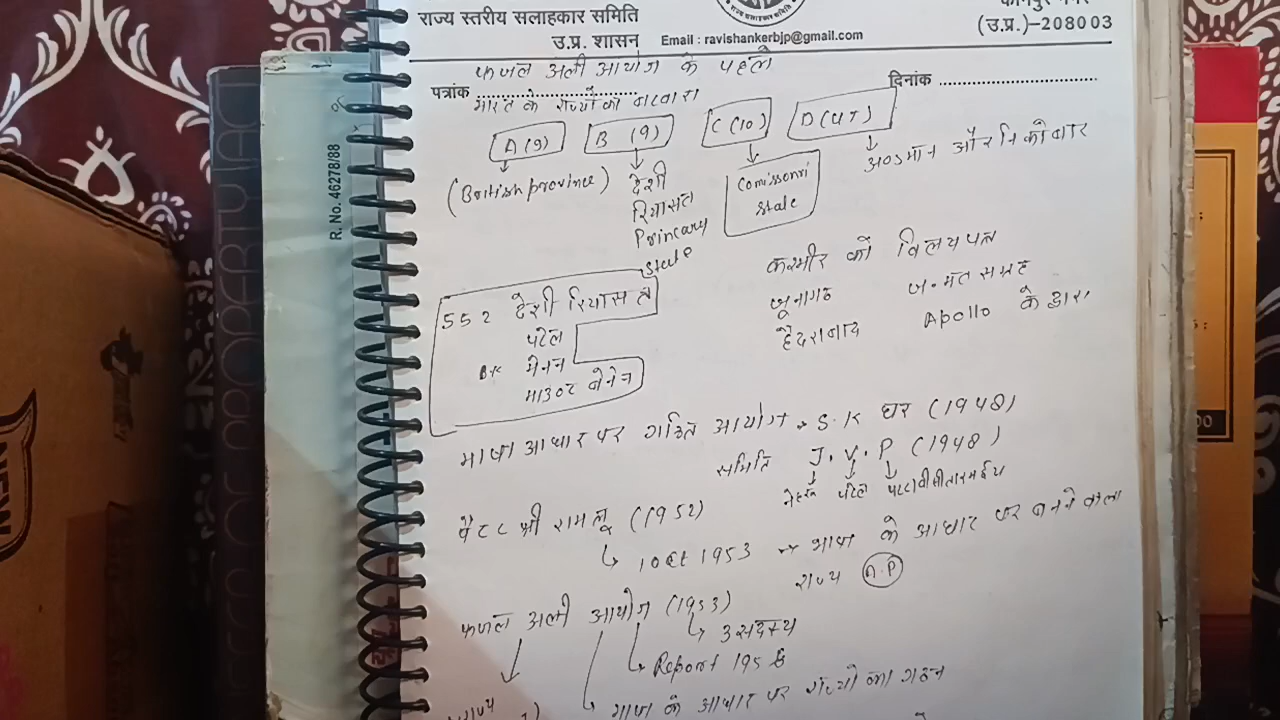 राज्य स्तरीय सलाहकार समिति
उ.प्र. शासन Email : ravishankerbjp@gmail.com
(उ.प्र.)–208003
फजल अली आयोग के पहले
पत्रांक ........................ दिनांक ........................
भारत के राज्यों को बटवारा
A (9) B (9) C (10) D (UT)
(British province) देशी रियासत Princary State
Comissonri State
अण्डमान और निकोबार
552 देशी रियासत
पटेल
मेनन
माउंट बेनेन
कश्मीर को विलयपत्र
जूनागढ जनमत सग्रह
हैदराबाद Apollo के द्वारा
भाषा आधार पर गठित आयोग S.K धर (1948)
समिति J.V.P (1948)
नेहरू पटेल पट्टाभीसीतारमईय
श्री रामलू (1952)
1 Oct 1953 भाषा के आधार पर बनने वाला
राज्य A.P
फजल अली आयोग (1953)
3 सदस्य
Report 1955
भाषा के आधार पर राज्यो का गठन
राज्य
R. No. 46278/88
NEW